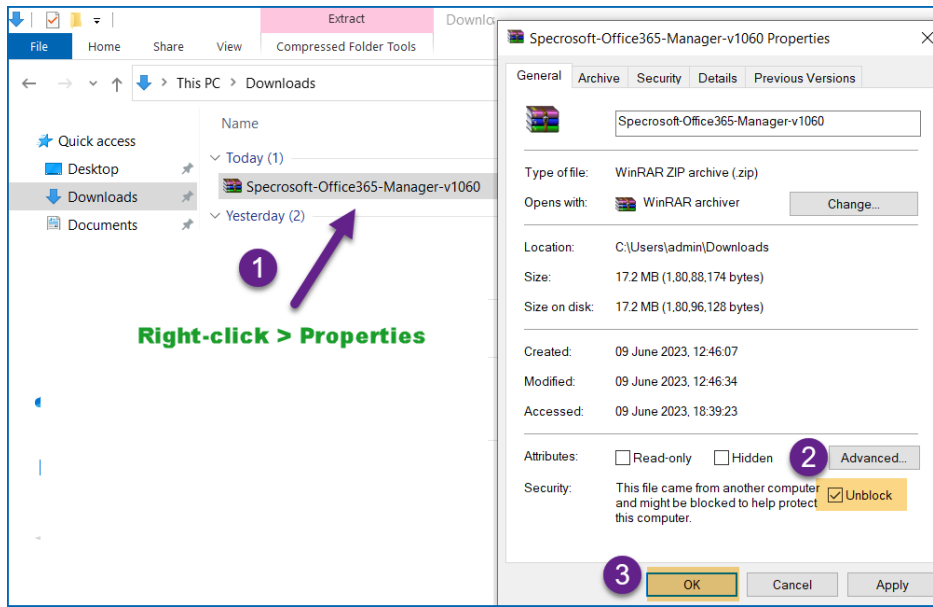 Extract
Downlo
File
Home
Share
View
Compressed Folder Tools
This PC > Downloads
Quick access
Desktop
Downloads
Documents
Name
Today (1)
Specrosoft-Office365-Manager-v1060
Yesterday (2)
1
Right-click > Properties
Specrosoft-Office365-Manager-v1060 Properties
General
Archive
Security
Details
Previous Versions
Specrosoft-Office365-Manager-v1060
Type of file: WinRAR ZIP archive (.zip)
Opens with: WinRAR archiver
Change...
Location: C:\Users\admin\Downloads
Size: 17.2 MB (1,80,88,174 bytes)
Size on disk: 17.2 MB (1,80,96,128 bytes)
Created: 09 June 2023, 12:46:07
Modified: 09 June 2023, 12:46:34
Accessed: 09 June 2023, 18:39:23
Attributes: Read-only Hidden
2
Advanced...
Security: This file came from another computer
and might be blocked to help protect
this computer.
Unblock
3
OK
Cancel
Apply